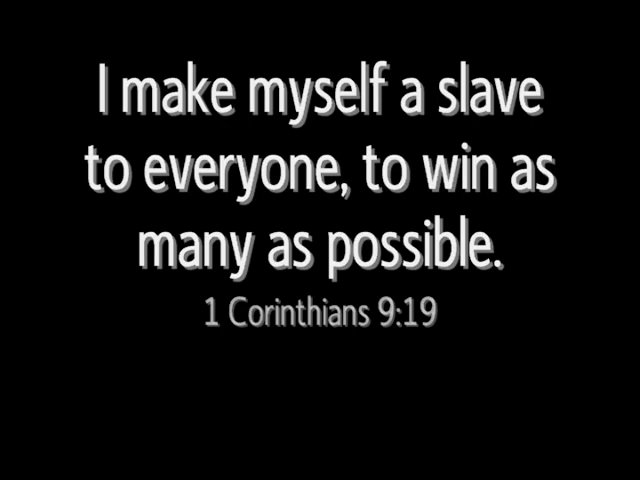 I make myself a slave
to everyone, to win as
many as possible.
1 Corinthians 9:19